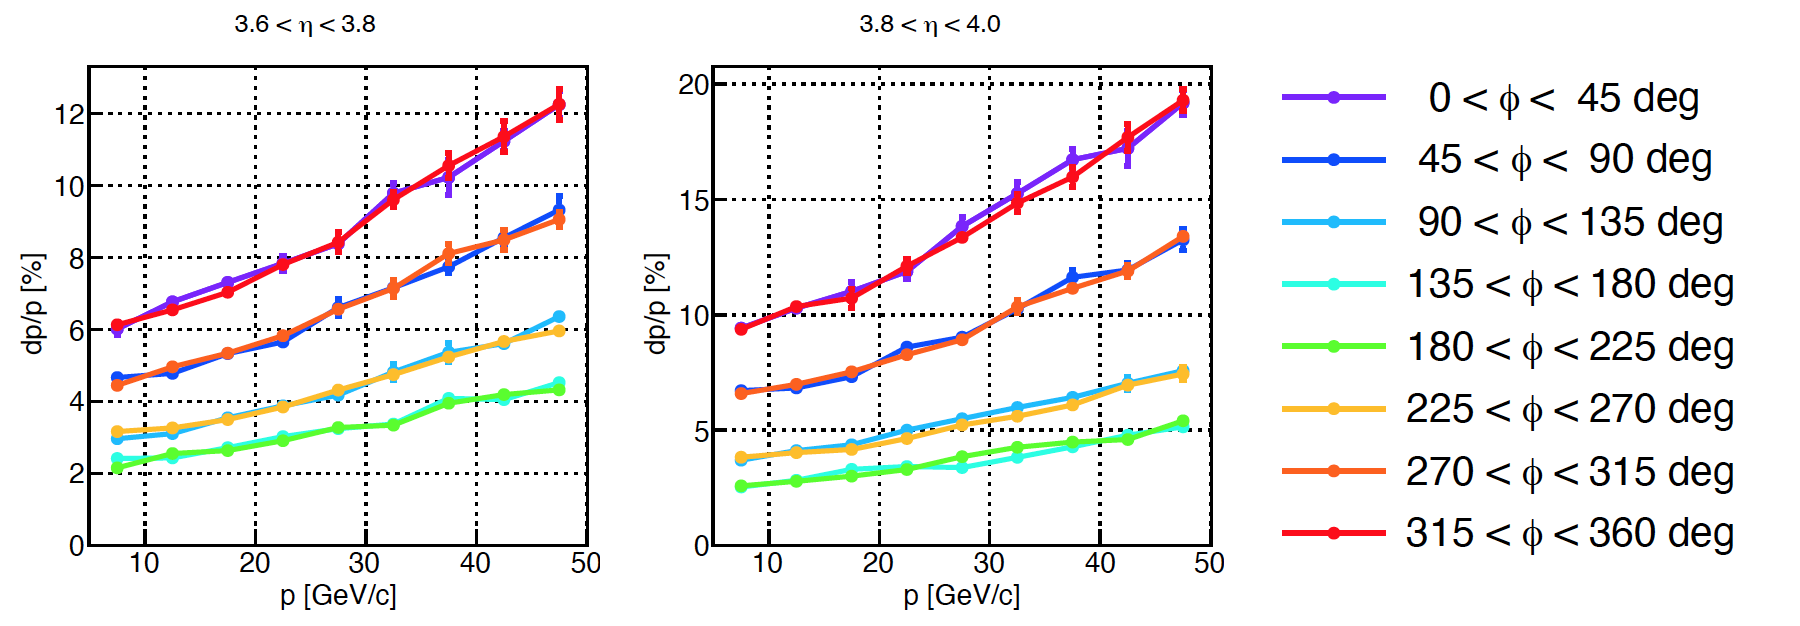 3.6 < η < 3.8
12
10
8
6
4
2
0
10 20 30 40 50
dp/p [%]
p [GeV/c]
3.8 < η < 4.0
20
15
10
5
0
10 20 30 40 50
dp/p [%]
p [GeV/c]
0 < ϕ < 45 deg
45 < ϕ < 90 deg
90 < ϕ < 135 deg
135 < ϕ < 180 deg
180 < ϕ < 225 deg
225 < ϕ < 270 deg
270 < ϕ < 315 deg
315 < ϕ < 360 deg